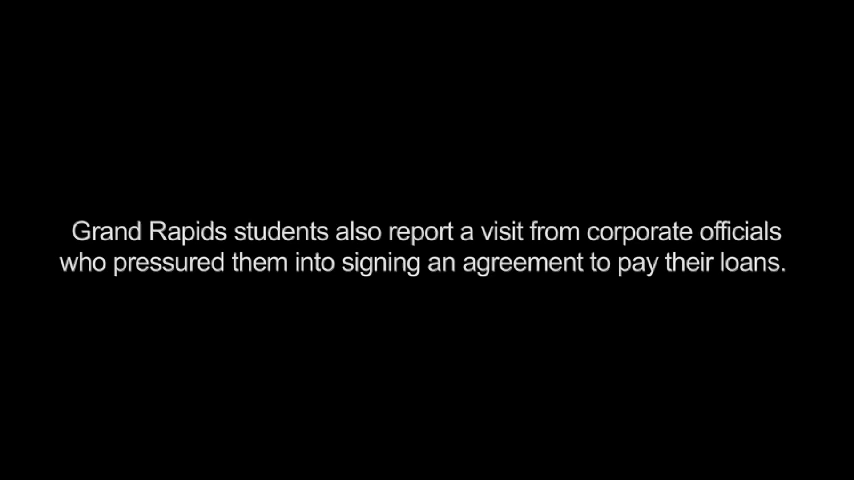 Grand Rapids students also report a visit from corporate officials
who pressured them into signing an agreement to pay their loans.